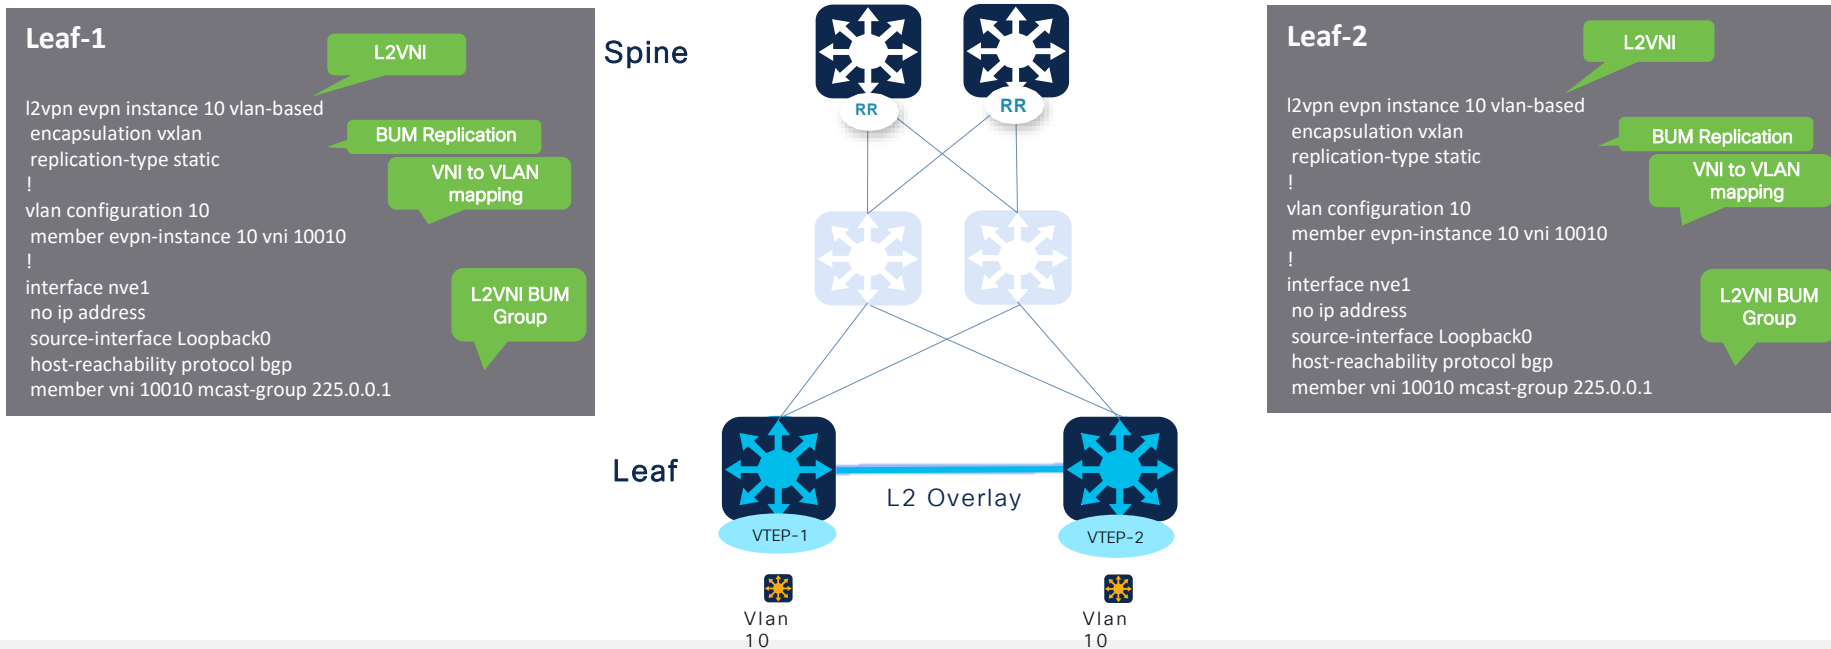 Leaf-1
L2VNI
l2vpn evpn instance 10 vlan-based
encapsulation vxlan
BUM Replication
replication-type static
VNI to VLAN
mapping
!
vlan configuration 10
member evpn-instance 10 vni 10010
!
interface nve1
L2VNI BUM
Group
no ip address
source-interface Loopback0
host-reachability protocol bgp
member vni 10010 mcast-group 225.0.0.1
Spine
RR
RR
Leaf
L2 Overlay
VTEP-1
VTEP-2
Vlan
10
Vlan
10
Leaf-2
L2VNI
l2vpn evpn instance 10 vlan-based
encapsulation vxlan
BUM Replication
replication-type static
VNI to VLAN
mapping
!
vlan configuration 10
member evpn-instance 10 vni 10010
!
interface nve1
L2VNI BUM
Group
no ip address
source-interface Loopback0
host-reachability protocol bgp
member vni 10010 mcast-group 225.0.0.1